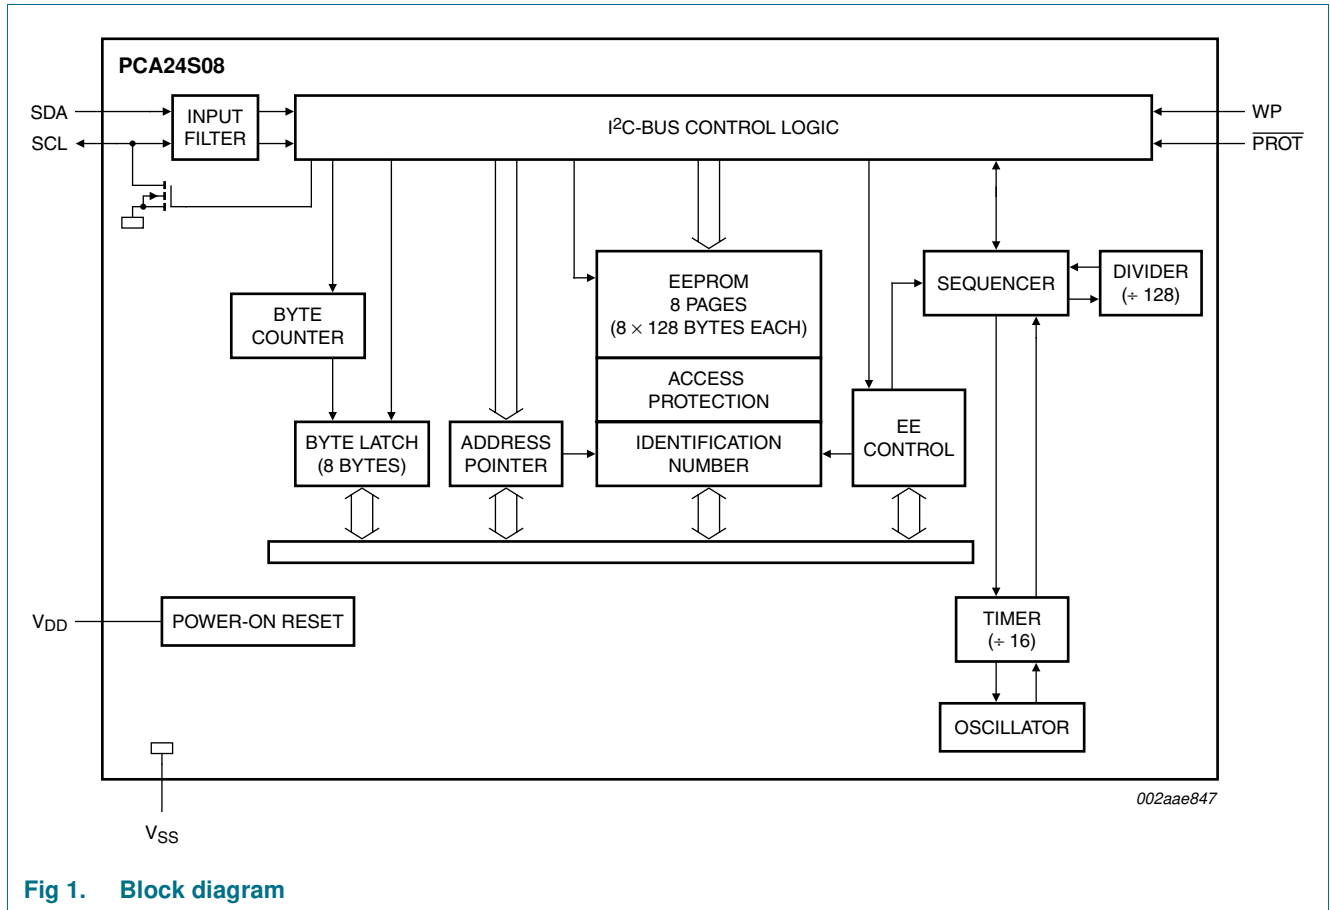 PCA24S08
SDA
SCL
INPUT
FILTER
I²C-BUS CONTROL LOGIC
WP
PROT
EEPROM
8 PAGES
(8 × 128 BYTES EACH)
SEQUENCER
DIVIDER
(÷ 128)
BYTE
COUNTER
ACCESS
PROTECTION
BYTE LATCH
(8 BYTES)
ADDRESS
POINTER
IDENTIFICATION
NUMBER
EE
CONTROL
VDD
POWER-ON RESET
TIMER
(÷ 16)
OSCILLATOR
VSS
002aae847
Fig 1. Block diagram